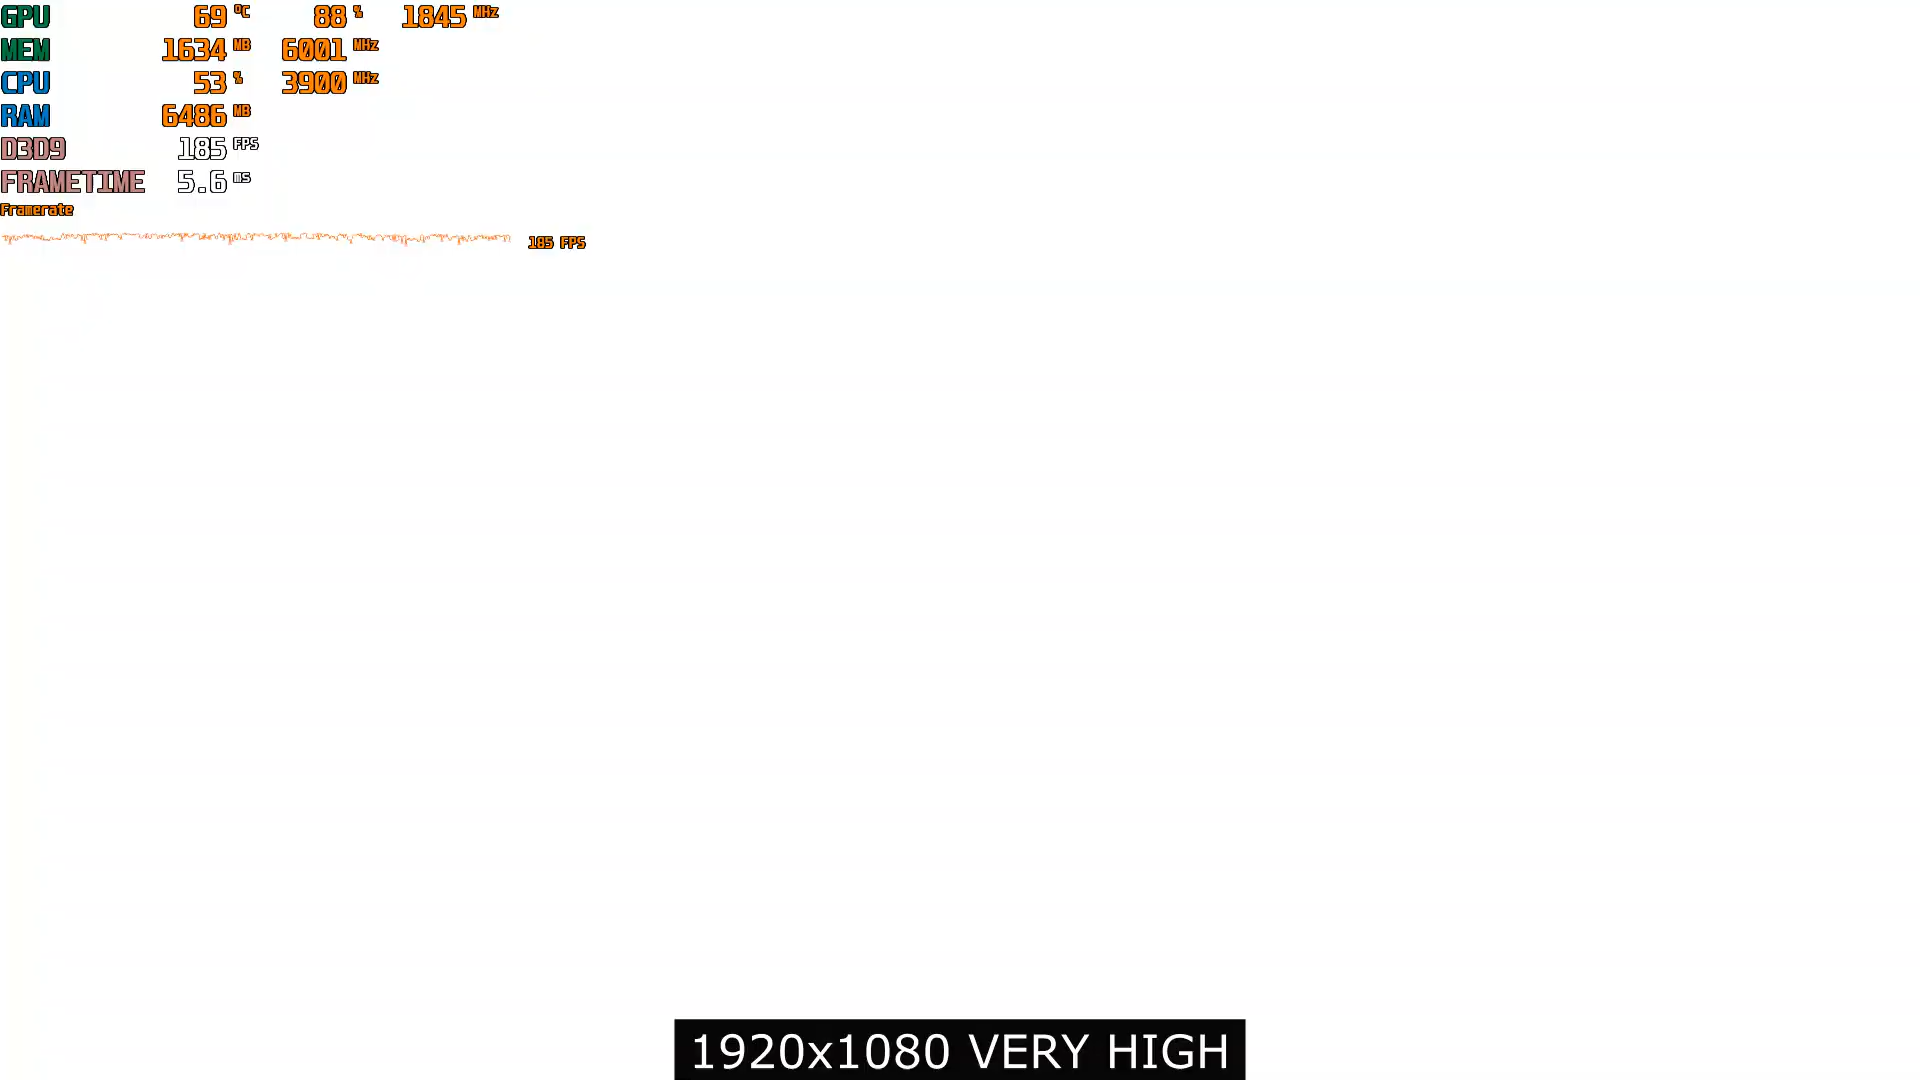 GPU 69 °C 88 % 1845 MHz
MEM 1634 MB 6001 MHz
CPU 53 % 3900 MHz
RAM 6486 MB
D3D9 185 FPS
FRAMETIME 5.6 ms
Framerate
185 FPS
1920x1080 VERY HIGH